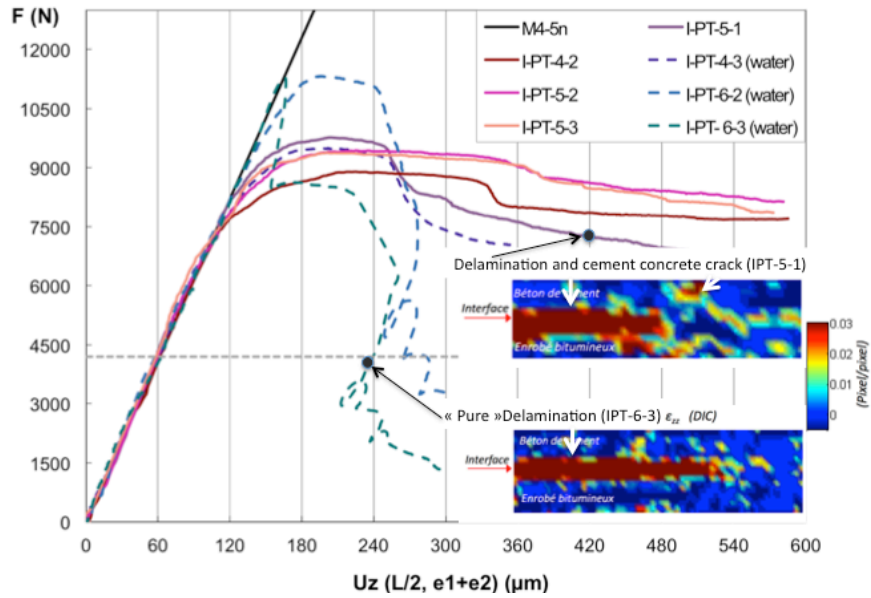 F (N)
13000
12000
10500
9000
7500
6000
4500
3000
1500
0
M4-5n
I-PT-5-1
I-PT-4-2
I-PT-4-3 (water)
I-PT-5-2
I-PT-6-2 (water)
I-PT-5-3
I-PT- 6-3 (water)
Delamination and cement concrete crack (IPT-5-1)
Béton de ment
Interface
Enrobé bitumineux
0.03
0.02
0.01
0
(Pixel/pixel)
« Pure »Delamination (IPT-6-3) εzz (DIC)
Béton de ment
Interface
Enrobé bitumineux
0 60 120 180 240 300 360 420 480 540 600
Uz (L/2, e1+e2) (µm)